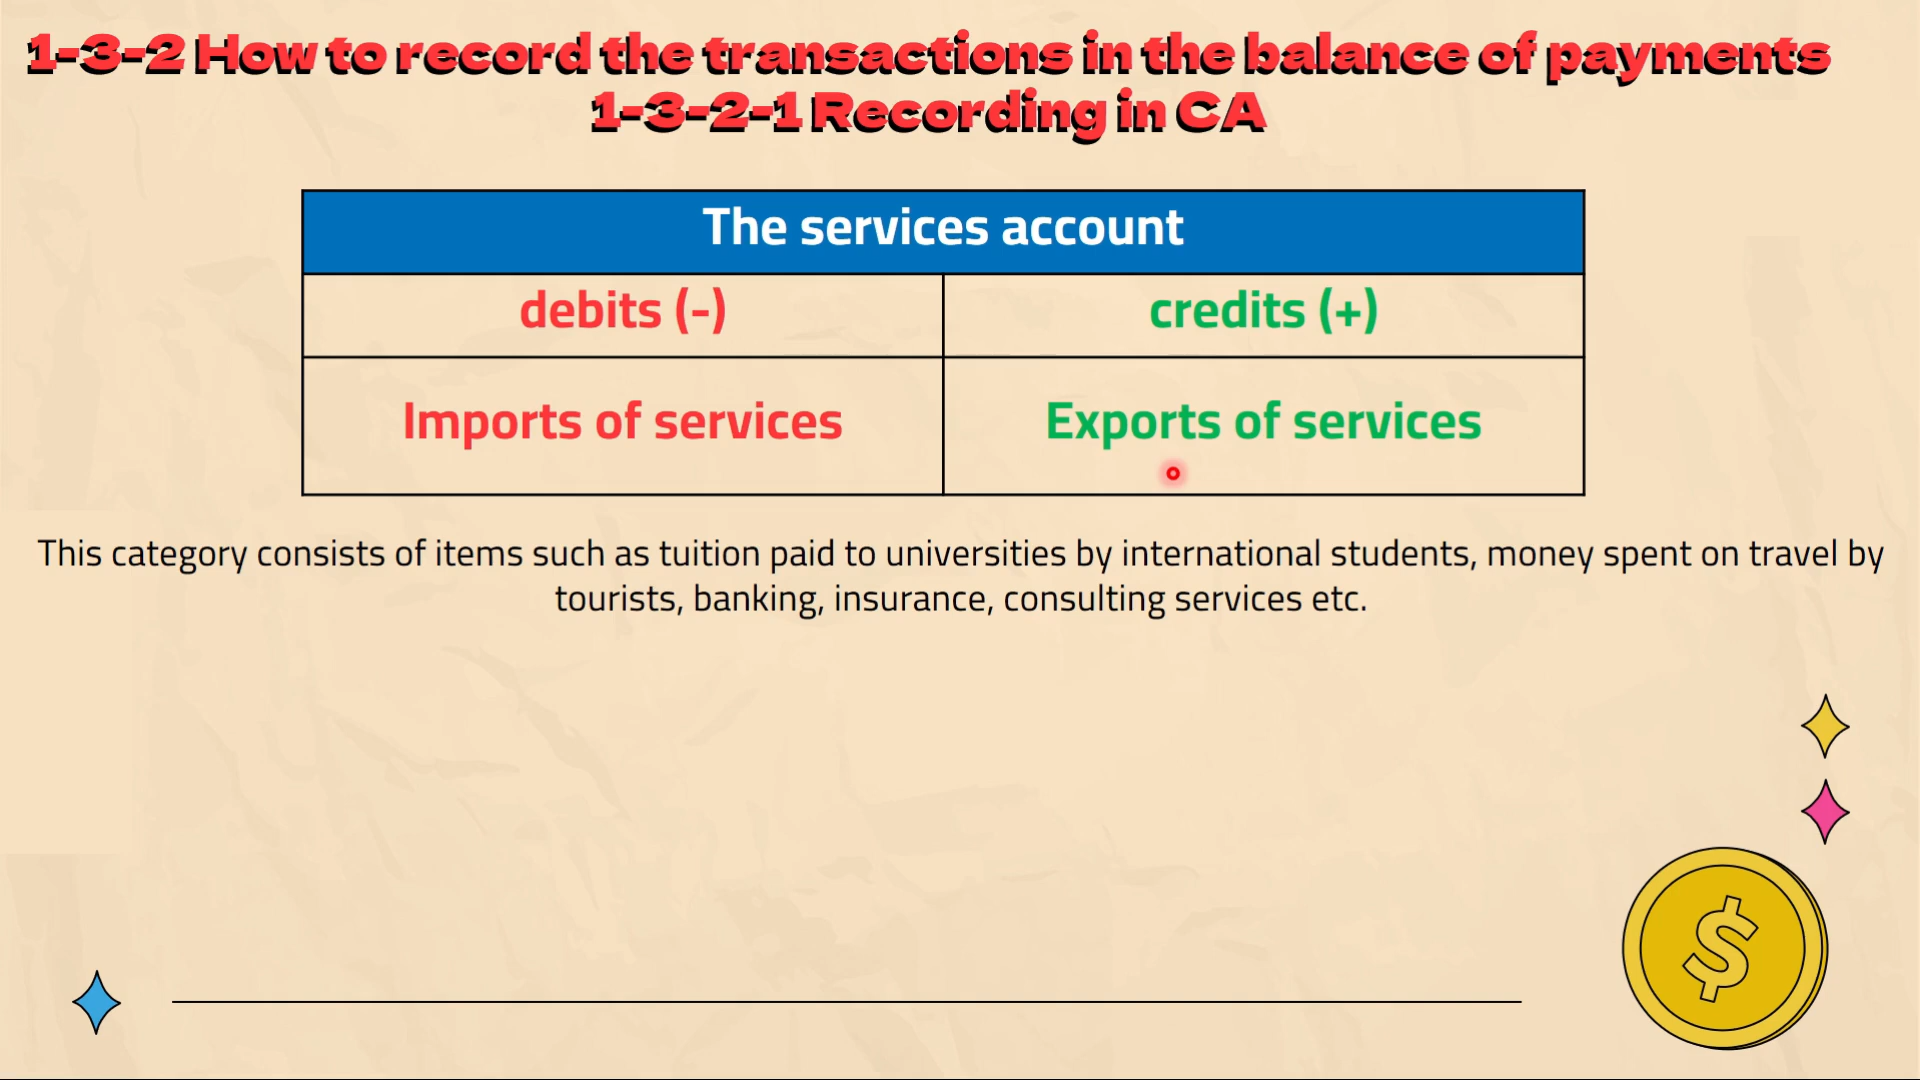 1-3-2 How to record the transactions in the balance of payments
1-3-2-1 Recording in CA
The services account
debits (-)
credits (+)
Imports of services
Exports of services
This category consists of items such as tuition paid to universities by international students, money spent on travel by
tourists, banking, insurance, consulting services etc.
$